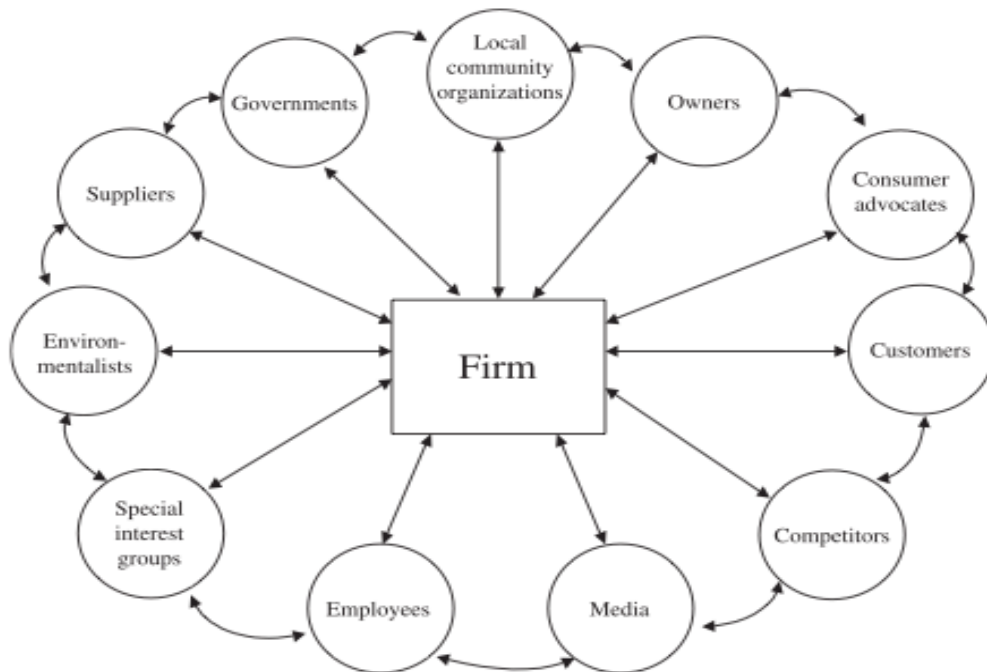 Local
community
organizations
Governments
Owners
Suppliers
Consumer
advocates
Environ-
mentalists
Firm
Customers
Special
interest
groups
Competitors
Employees
Media